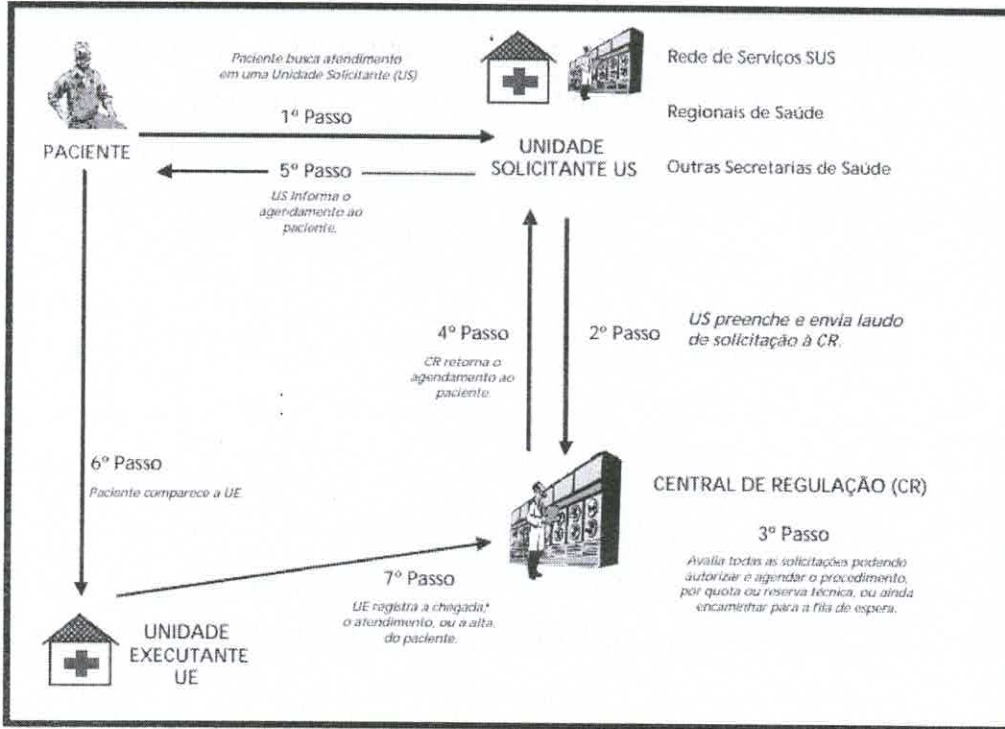 Paciente busca atendimento
em uma Unidade Solicitante (US)
1º Passo
PACIENTE
5º Passo
US Informa o
agendamento ao
paciente.
UNIDADE
SOLICITANTE US
Rede de Serviços SUS
Regionais de Saúde
Outras Secretarias de Saúde
4º Passo
CR retorna o
agendamento ao
paciente.
2º Passo
US preenche e envia laudo
de solicitação à CR.
6º Passo
Paciente comparece a UE
CENTRAL DE REGULAÇÃO (CR)
3º Passo
Avalia todas as solicitações podendo
autorizar e agendar o procedimento,
por quota ou reserva técnica, ou ainda
encaminhar para a fila de espera.
7º Passo
UE registra a chegada,
o atendimento, ou a alta
do paciente.
UNIDADE
EXECUTANTE
UE